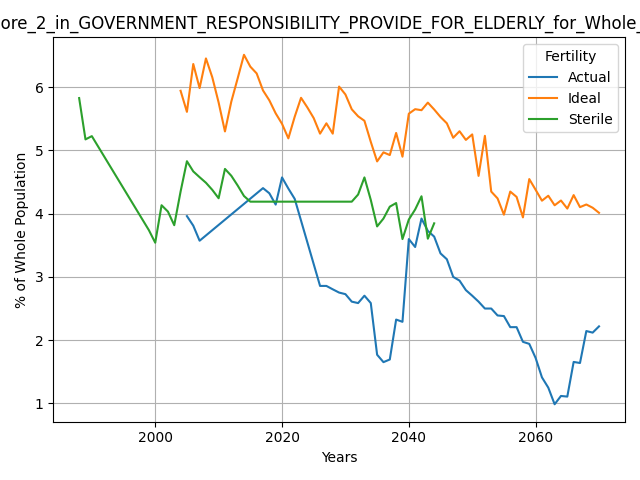 ore_2_in_GOVERNMENT_RESPONSIBILITY_PROVIDE_FOR_ELDERLY_for_Whole_
Fertility
Actual
Ideal
Sterile
% of Whole Population
6
5
4
3
2
1
2000 2020 2040 2060
Years